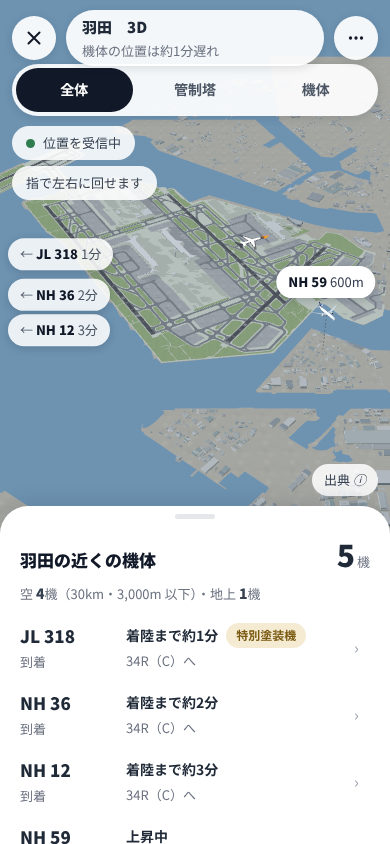 羽田 3D
機体の位置は約1分遅れ
全体
管制塔
機体
位置を受信中
指で左右に回せます
← JL 318 1分
NH 59 600m
← NH 36 2分
← NH 12 3分
出典 ⓘ
羽田の近くの機体
5機
空 4機（30km・3,000m 以下）・地上 1機
JL 318 着陸まで約1分 特別塗装機
到着 34R（C）へ
NH 36 着陸まで約2分
到着 34R（C）へ
NH 12 着陸まで約3分
到着 34R（C）へ
NH 59 上昇中